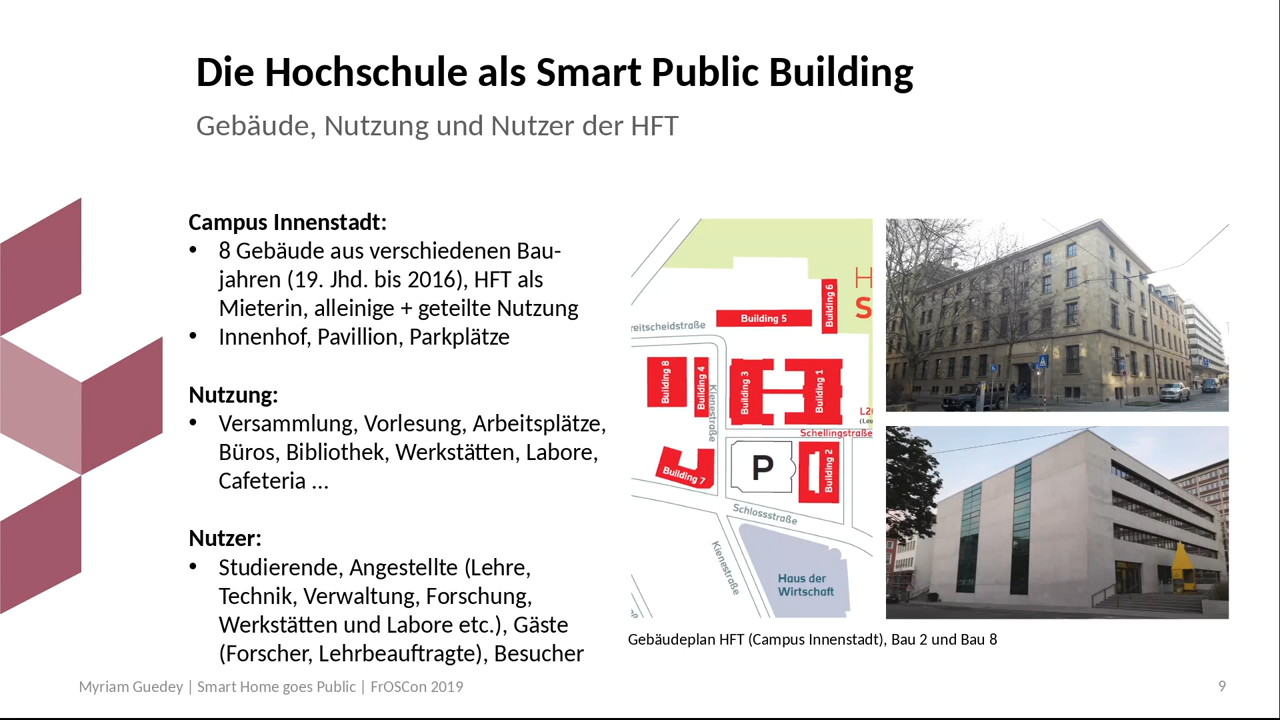 Die Hochschule als Smart Public Building
Gebäude, Nutzung und Nutzer der HFT
Campus Innenstadt:
• 8 Gebäude aus verschiedenen Bau-
jahren (19. Jhd. bis 2016), HFT als
Mieterin, alleinige + geteilte Nutzung
• Innenhof, Pavillion, Parkplätze
Nutzung:
• Versammlung, Vorlesung, Arbeitsplätze,
Büros, Bibliothek, Werkstätten, Labore,
Cafeteria ...
Nutzer:
• Studierende, Angestellte (Lehre,
Technik, Verwaltung, Forschung,
Werkstätten und Labore etc.), Gäste
(Forscher, Lehrbeauftragte), Besucher
H
S
Building 6
Building 5
reitscheidstraße
Building 8
Building 4
Kienestraße
Building 3
Building 1
Schellingstraße
Building 7
P
Building 2
Schlossstraße
Kienestraße
Haus der
Wirtschaft
Gebäudeplan HFT (Campus Innenstadt), Bau 2 und Bau 8
Myriam Guedey | Smart Home goes Public | FrOSCon 2019
9